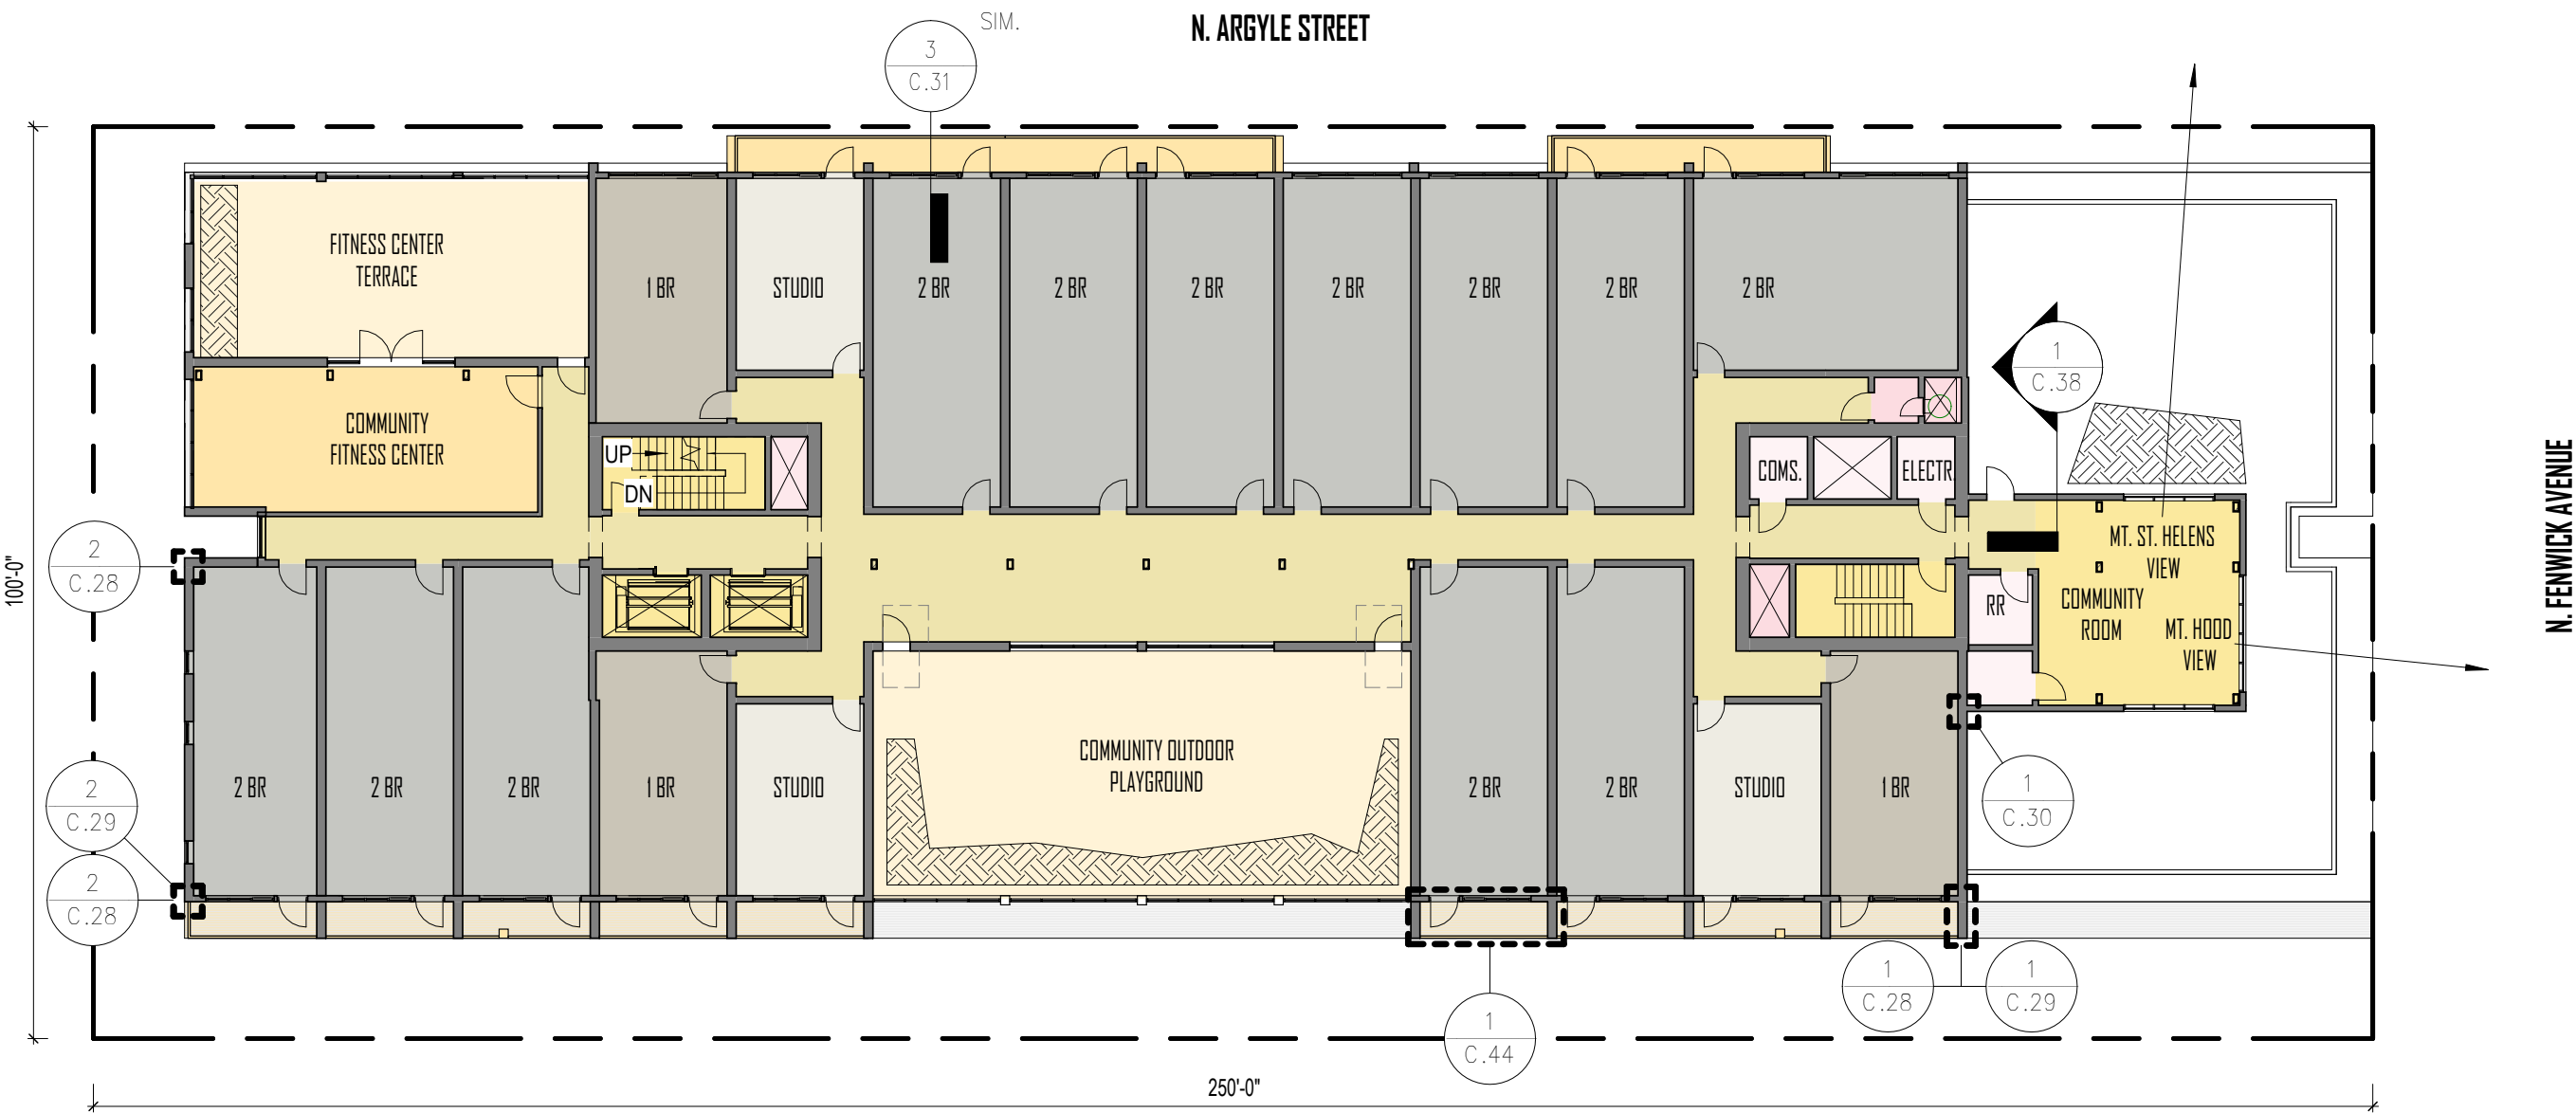 SIM.
N. ARGYLE STREET
3
C.31
FITNESS CENTER
TERRACE
1 BR
STUDIO
2 BR
2 BR
2 BR
2 BR
2 BR
2 BR
2 BR
1
C.38
COMMUNITY
FITNESS CENTER
UP
DN
COMS.
ELECTR.
N. FENWICK AVENUE
2
C.28
100'-0"
MT. ST. HELENS
VIEW
RR
COMMUNITY
ROOM
MT. HOOD
VIEW
COMMUNITY OUTDOOR
PLAYGROUND
2 BR
2 BR
2 BR
1 BR
STUDIO
2 BR
2 BR
STUDIO
1 BR
2
C.29
1
C.30
2
C.28
1
C.28
1
C.29
1
C.44
250'-0"